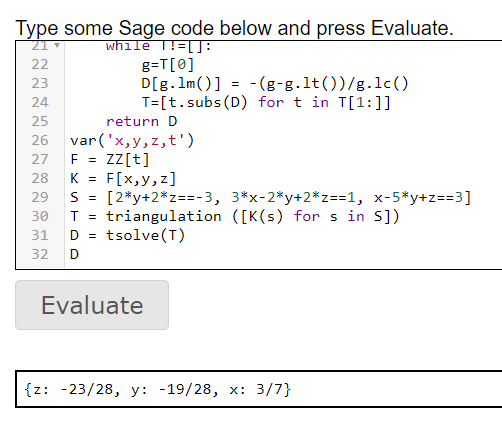 Type some Sage code below and press Evaluate.
21 while T!=[]:
22 g=T[0]
23 D[g.lm()] = -(g-g.lt())/g.lc()
24 T=[t.subs(D) for t in T[1:]]
25 return D
26 var('x,y,z,t')
27 F = ZZ[t]
28 K = F[x,y,z]
29 S = [2*y+2*z==-3, 3*x-2*y+2*z==1, x-5*y+z==3]
30 T = triangulation ([K(s) for s in S])
31 D = tsolve(T)
32 D
Evaluate
{z: -23/28, y: -19/28, x: 3/7}